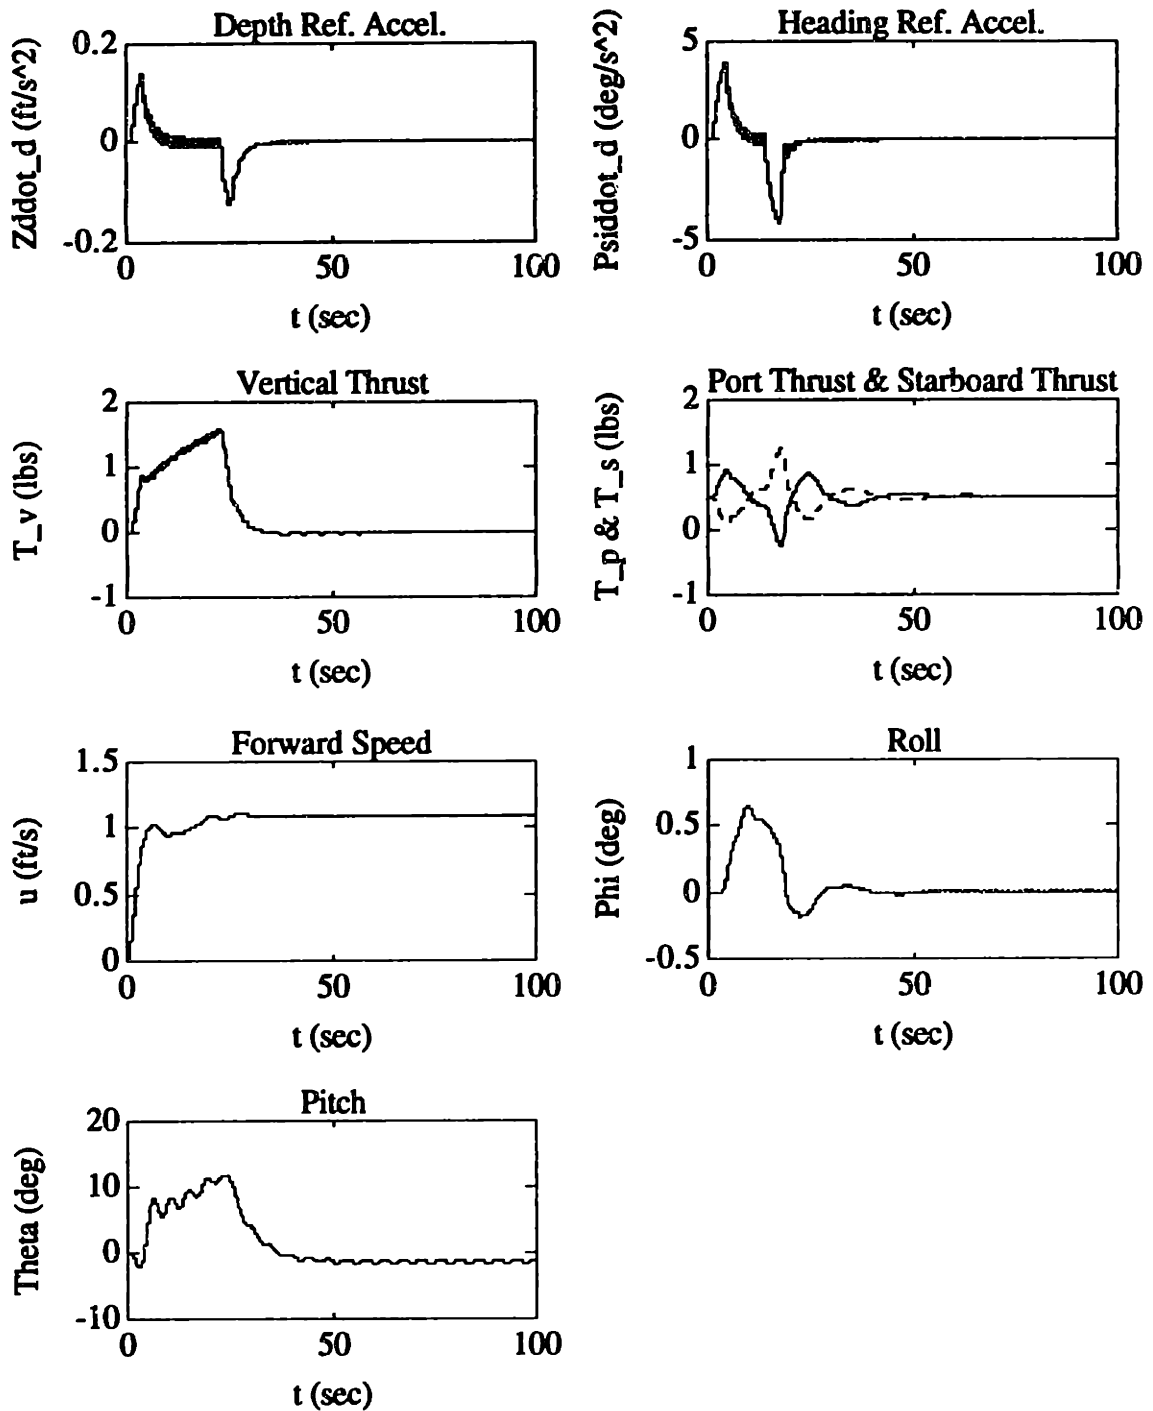 Depth Ref. Accel.
Zddot_d (ft/s^2)
0.2
0
-0.2
0 50 100
t (sec)
Heading Ref. Accel.
Psiddot_d (deg/s^2)
5
0
-5
0 50 100
t (sec)
Vertical Thrust
T_v (lbs)
2
1
0
-1
0 50 100
t (sec)
Port Thrust & Starboard Thrust
T_p & T_s (lbs)
2
1
0
-1
0 50 100
t (sec)
Forward Speed
u (ft/s)
1.5
1
0.5
0
0 50 100
t (sec)
Roll
Phi (deg)
1
0.5
0
-0.5
0 50 100
t (sec)
Pitch
Theta (deg)
20
10
0
-10
0 50 100
t (sec)